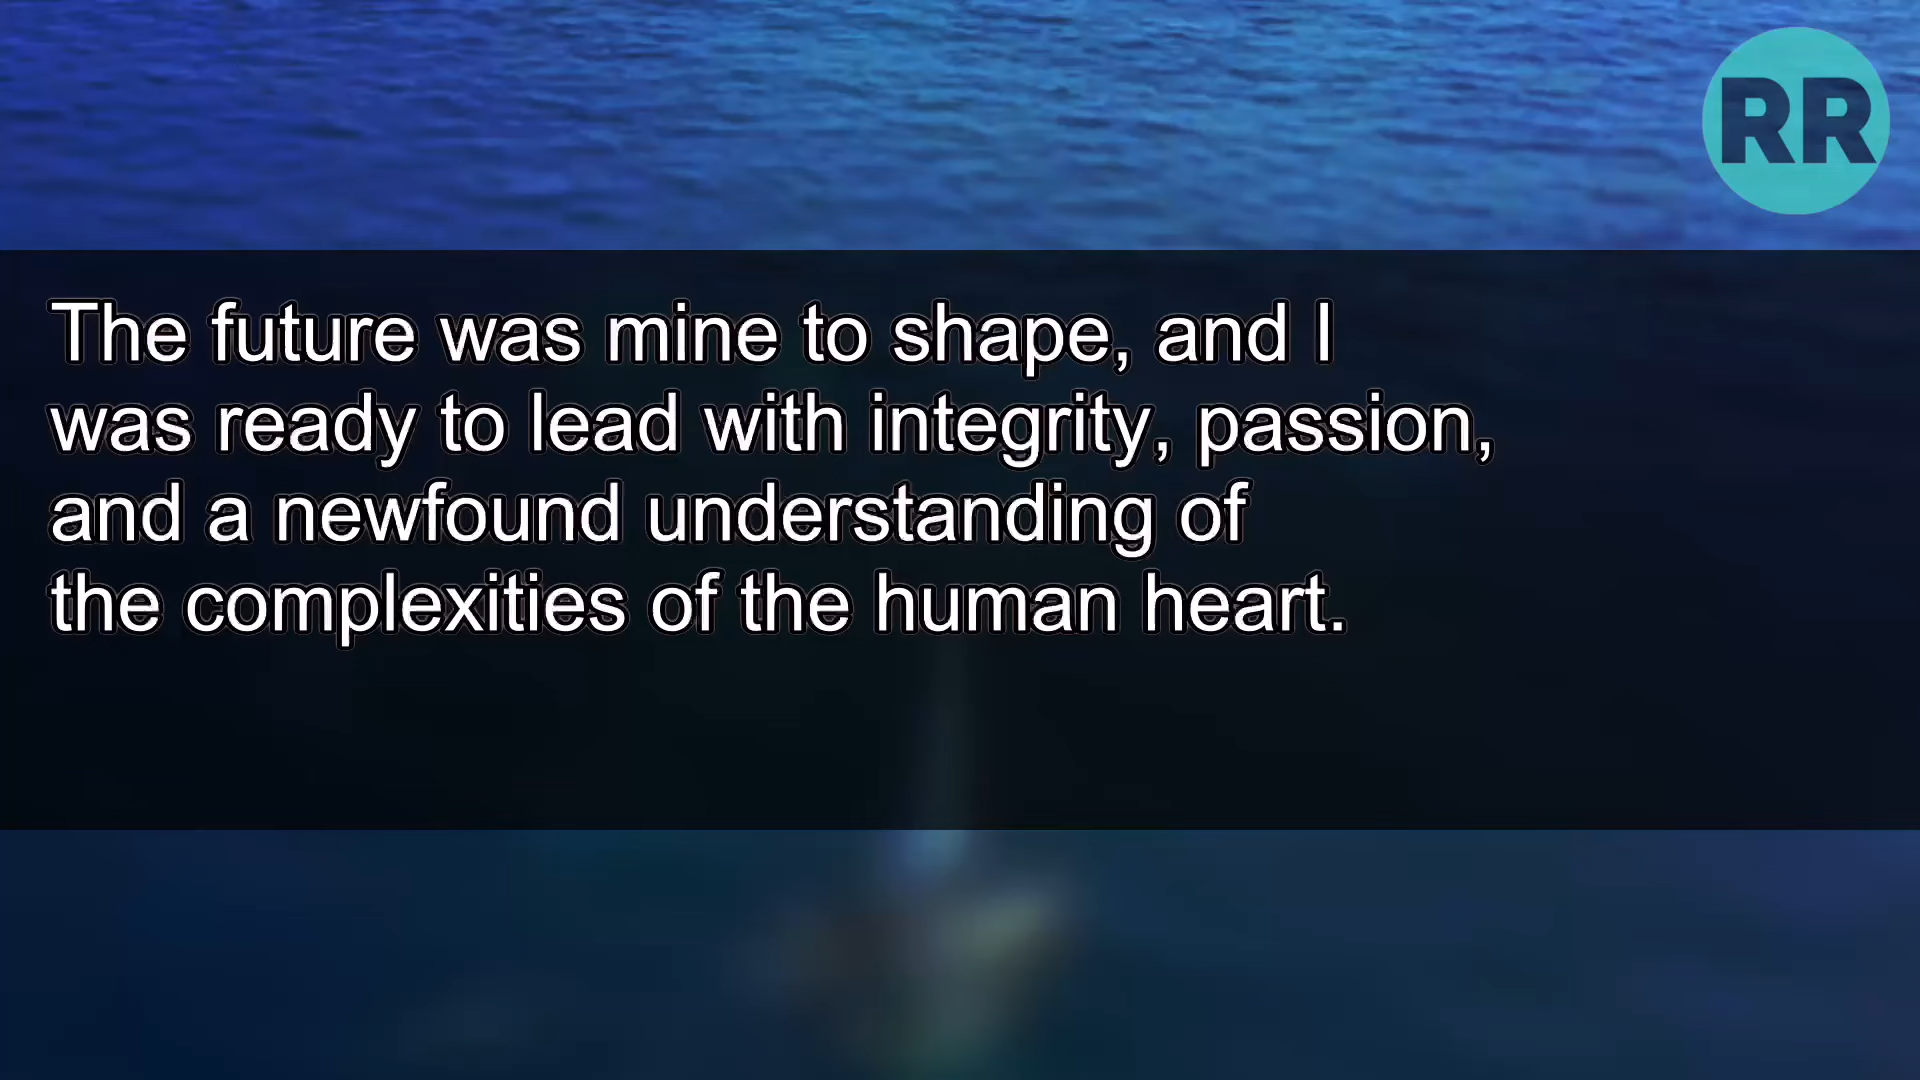 RR
The future was mine to shape, and I
was ready to lead with integrity, passion,
and a newfound understanding of
the complexities of the human heart.